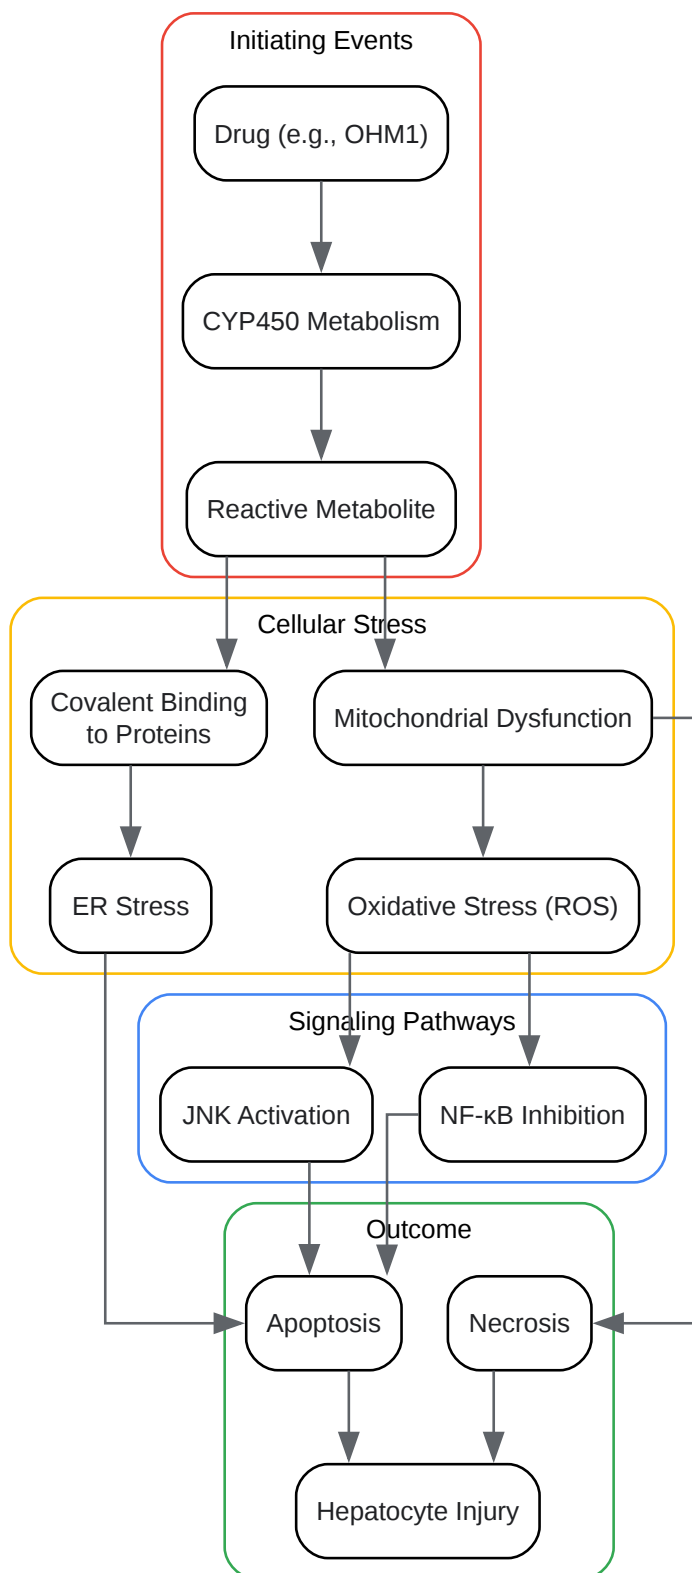 Initiating Events
Drug (e.g., OHM1)
CYP450 Metabolism
Reactive Metabolite
Cellular Stress
Covalent Binding
to Proteins
Mitochondrial Dysfunction
ER Stress
Oxidative Stress (ROS)
Signaling Pathways
JNK Activation
NF-κB Inhibition
Outcome
Apoptosis
Necrosis
Hepatocyte Injury